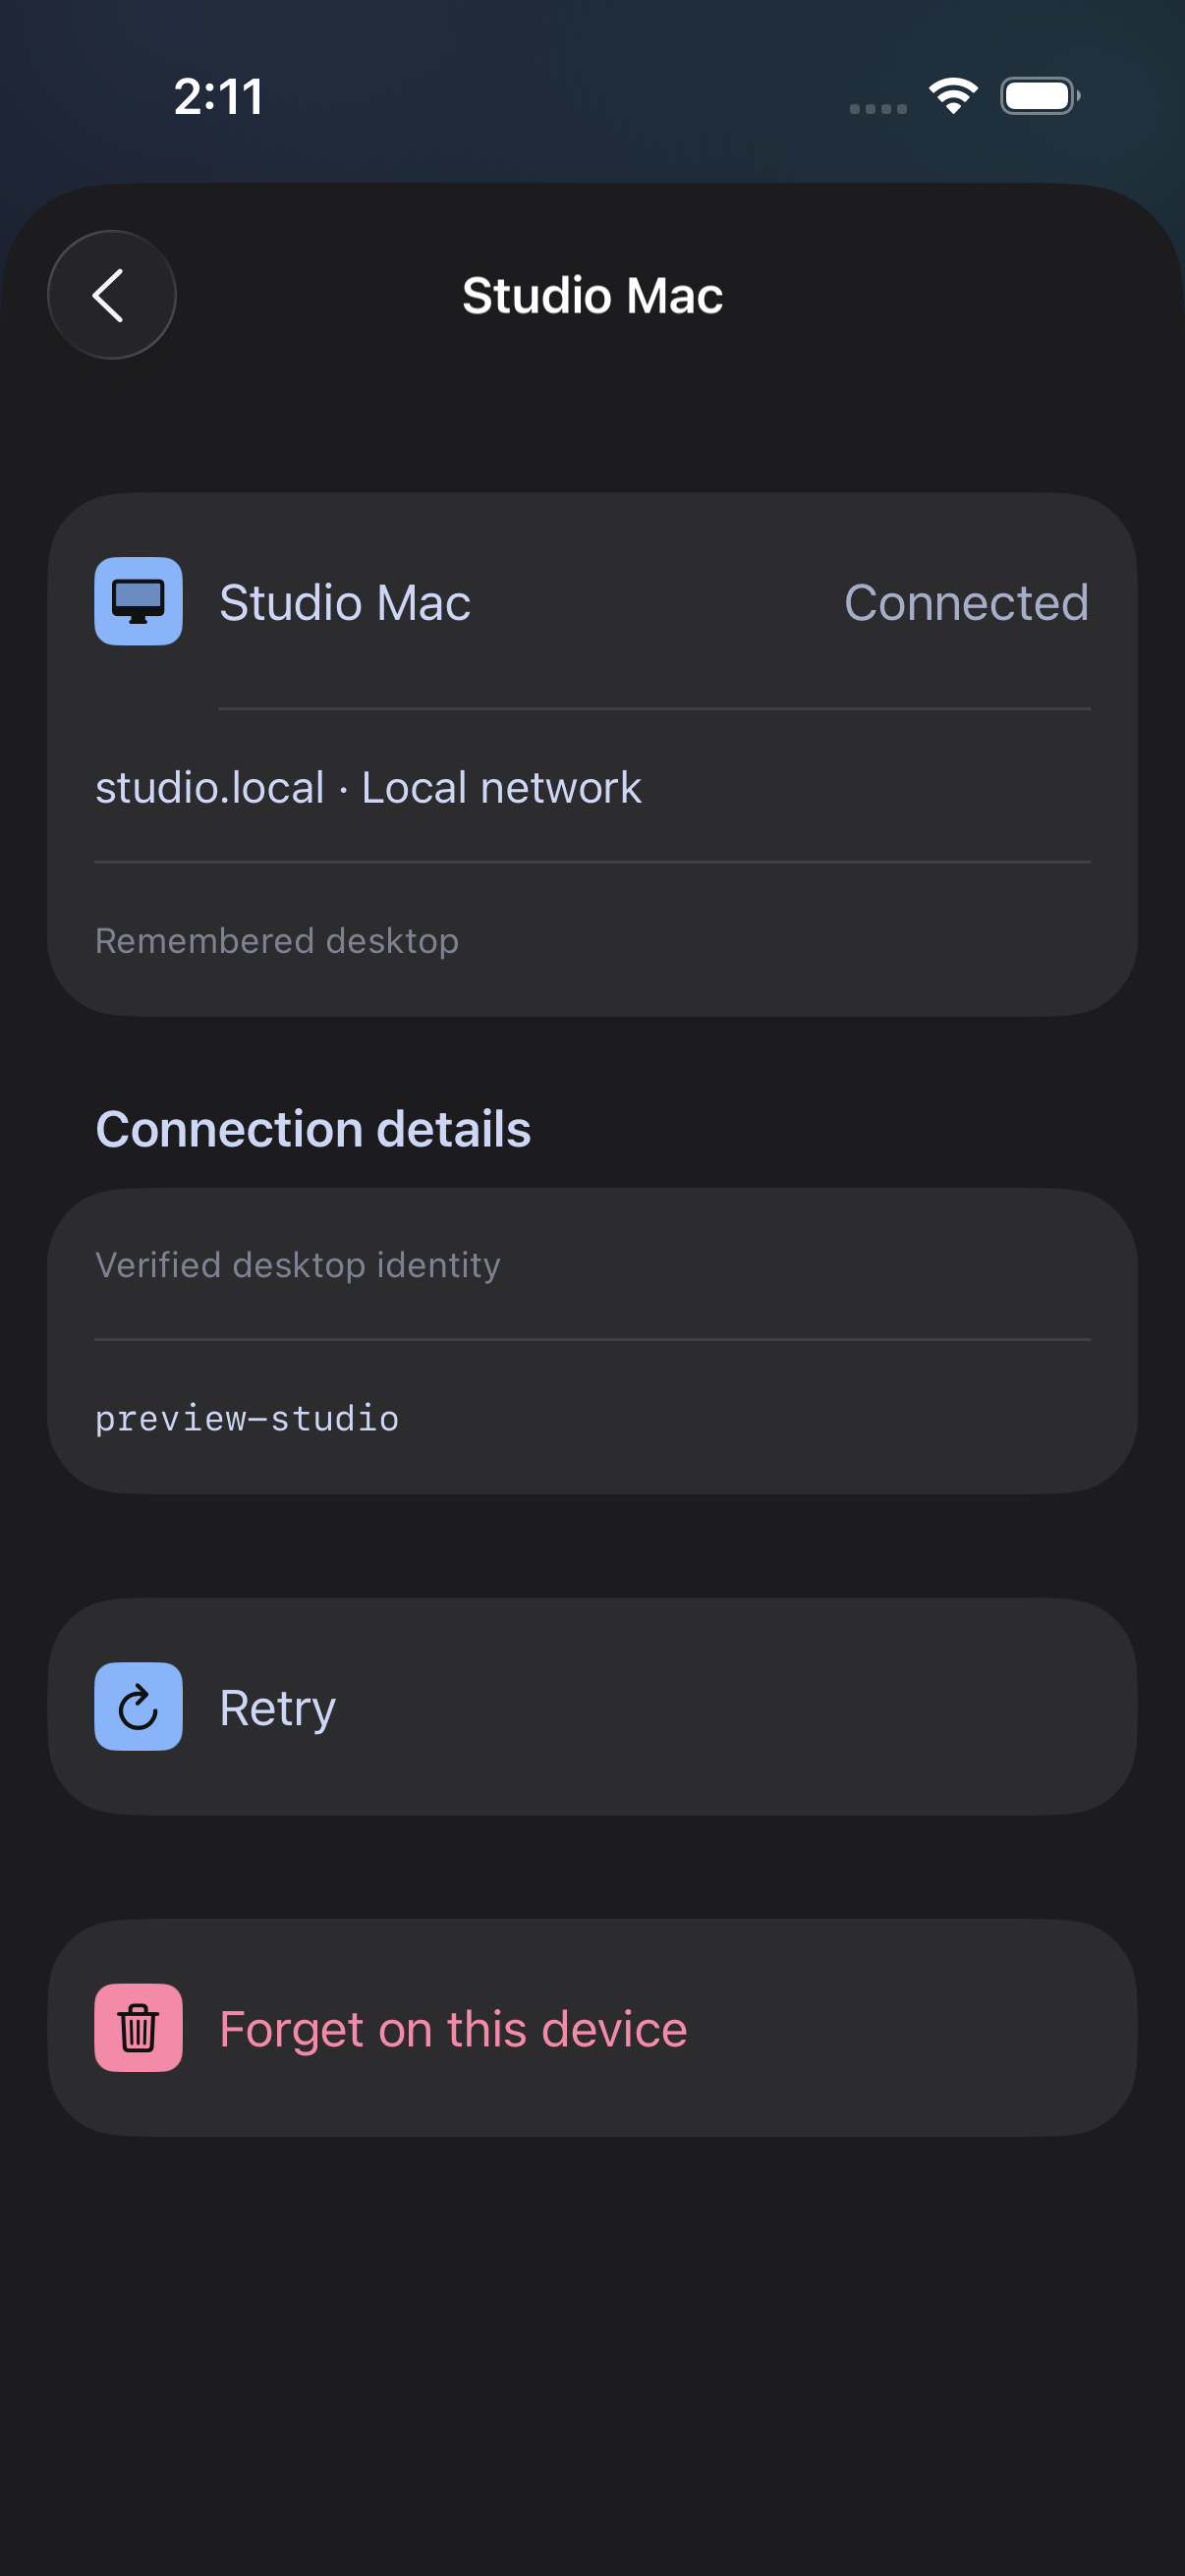 2:11
Studio Mac
Studio Mac
Connected
studio.local · Local network
Remembered desktop
Connection details
Verified desktop identity
preview-studio
Retry
Forget on this device